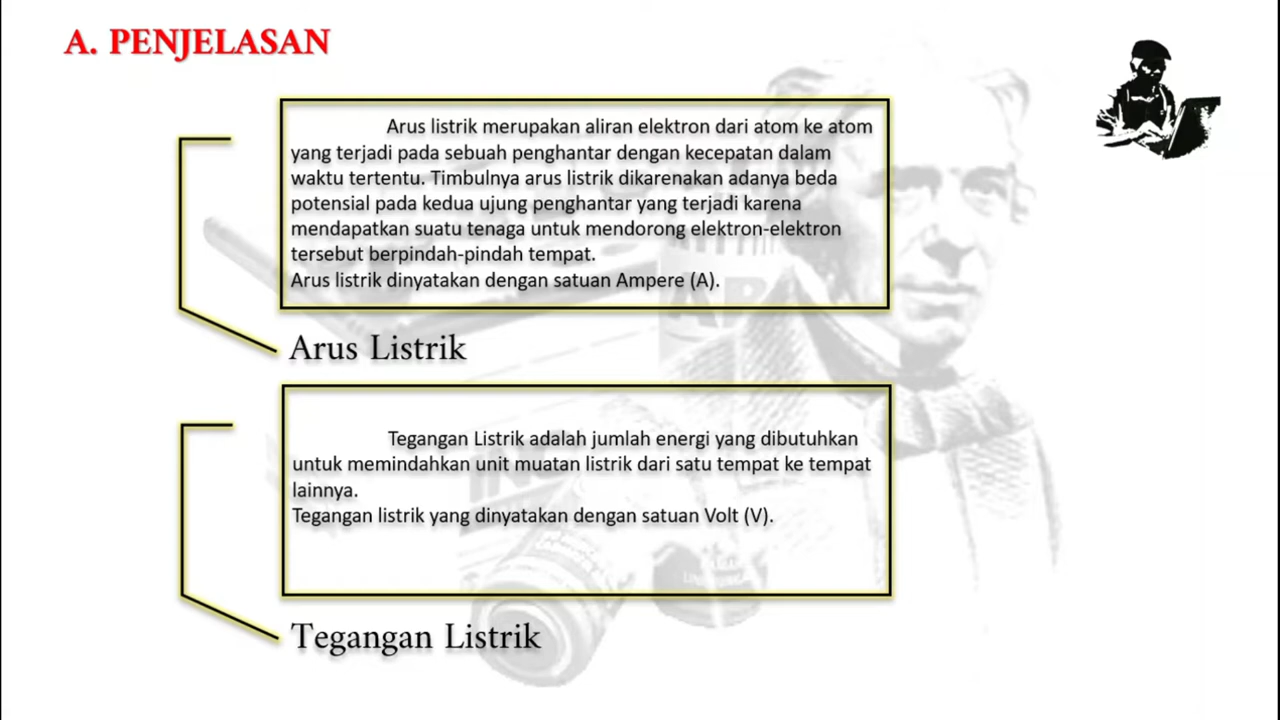 A. PENJELASAN
Arus listrik merupakan aliran elektron dari atom ke atom
yang terjadi pada sebuah penghantar dengan kecepatan dalam
waktu tertentu. Timbulnya arus listrik dikarenakan adanya beda
potensial pada kedua ujung penghantar yang terjadi karena
mendapatkan suatu tenaga untuk mendorong elektron-elektron
tersebut berpindah-pindah tempat.
Arus listrik dinyatakan dengan satuan Ampere (A).
Arus Listrik
Tegangan Listrik adalah jumlah energi yang dibutuhkan
untuk memindahkan unit muatan listrik dari satu tempat ke tempat
lainnya.
Tegangan listrik yang dinyatakan dengan satuan Volt (V).
Tegangan Listrik